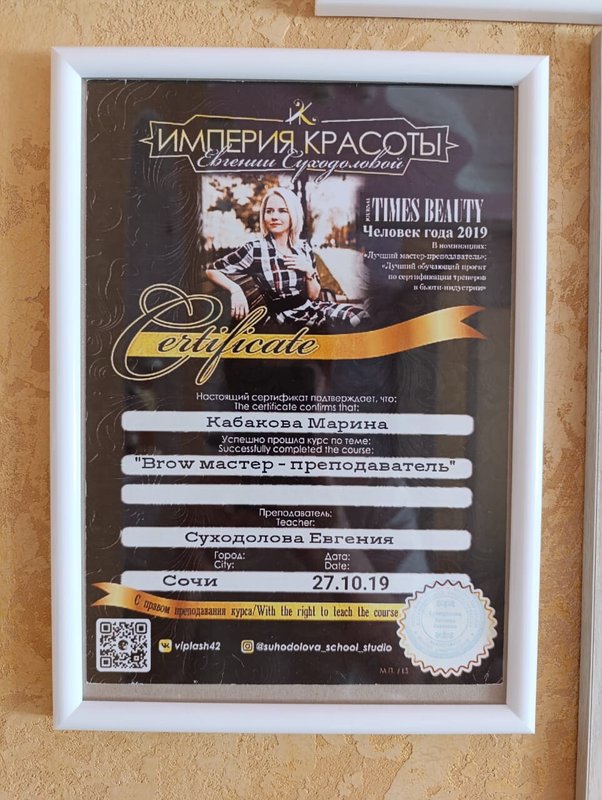 ИЖК
ИМПЕРИЯ КРАСОТЫ
Евгении Суходоловой
JOURNAL
TIMES BEAUTY
Человек года 2019
В номинациях:
«Лучший мастер-преподаватель»;
«Лучший обучающий проект
по сертификации тренеров
в бьюти-индустрии»
Certificate
Настоящий сертификат подтверждает, что:
The certificate confirms that:
Кабакова Марина
Успешно прошла курс по теме:
Successfully completed the course:
"Brow мастер - преподаватель"
Преподаватель:
Teacher:
Суходолова Евгения
Город: Дата:
City: Date:
Сочи 27.10.19
С правом преподавания курса/With the right to teach the course
viplash42 @suhodolova_school_studio